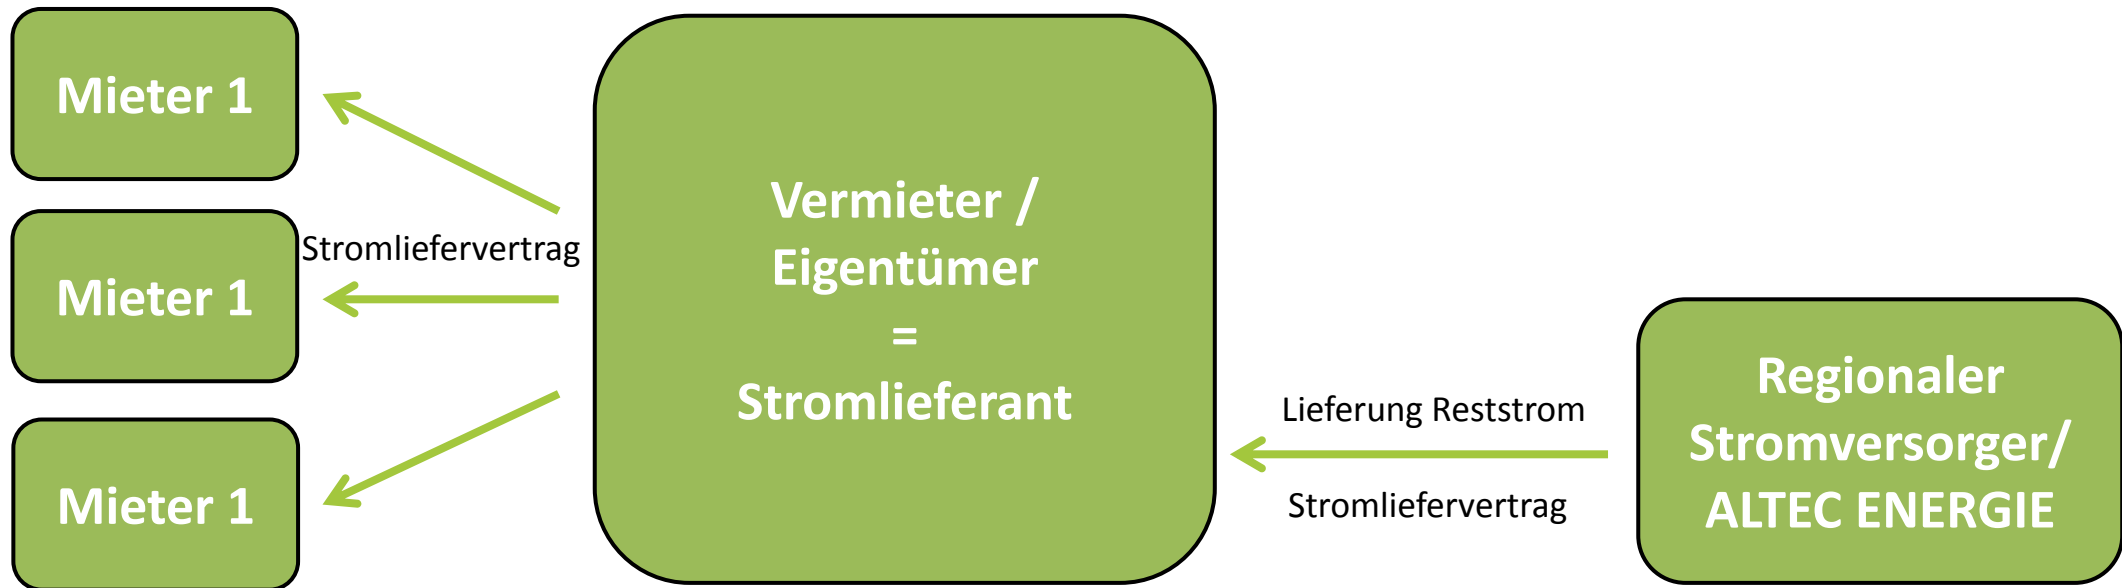 Mieter 1
Stromliefervertrag
Mieter 1
Mieter 1
Vermieter /
Eigentümer
=
Stromlieferant
Lieferung Reststrom
Stromliefervertrag
Regionaler
Stromversorger/
ALTEC ENERGIE